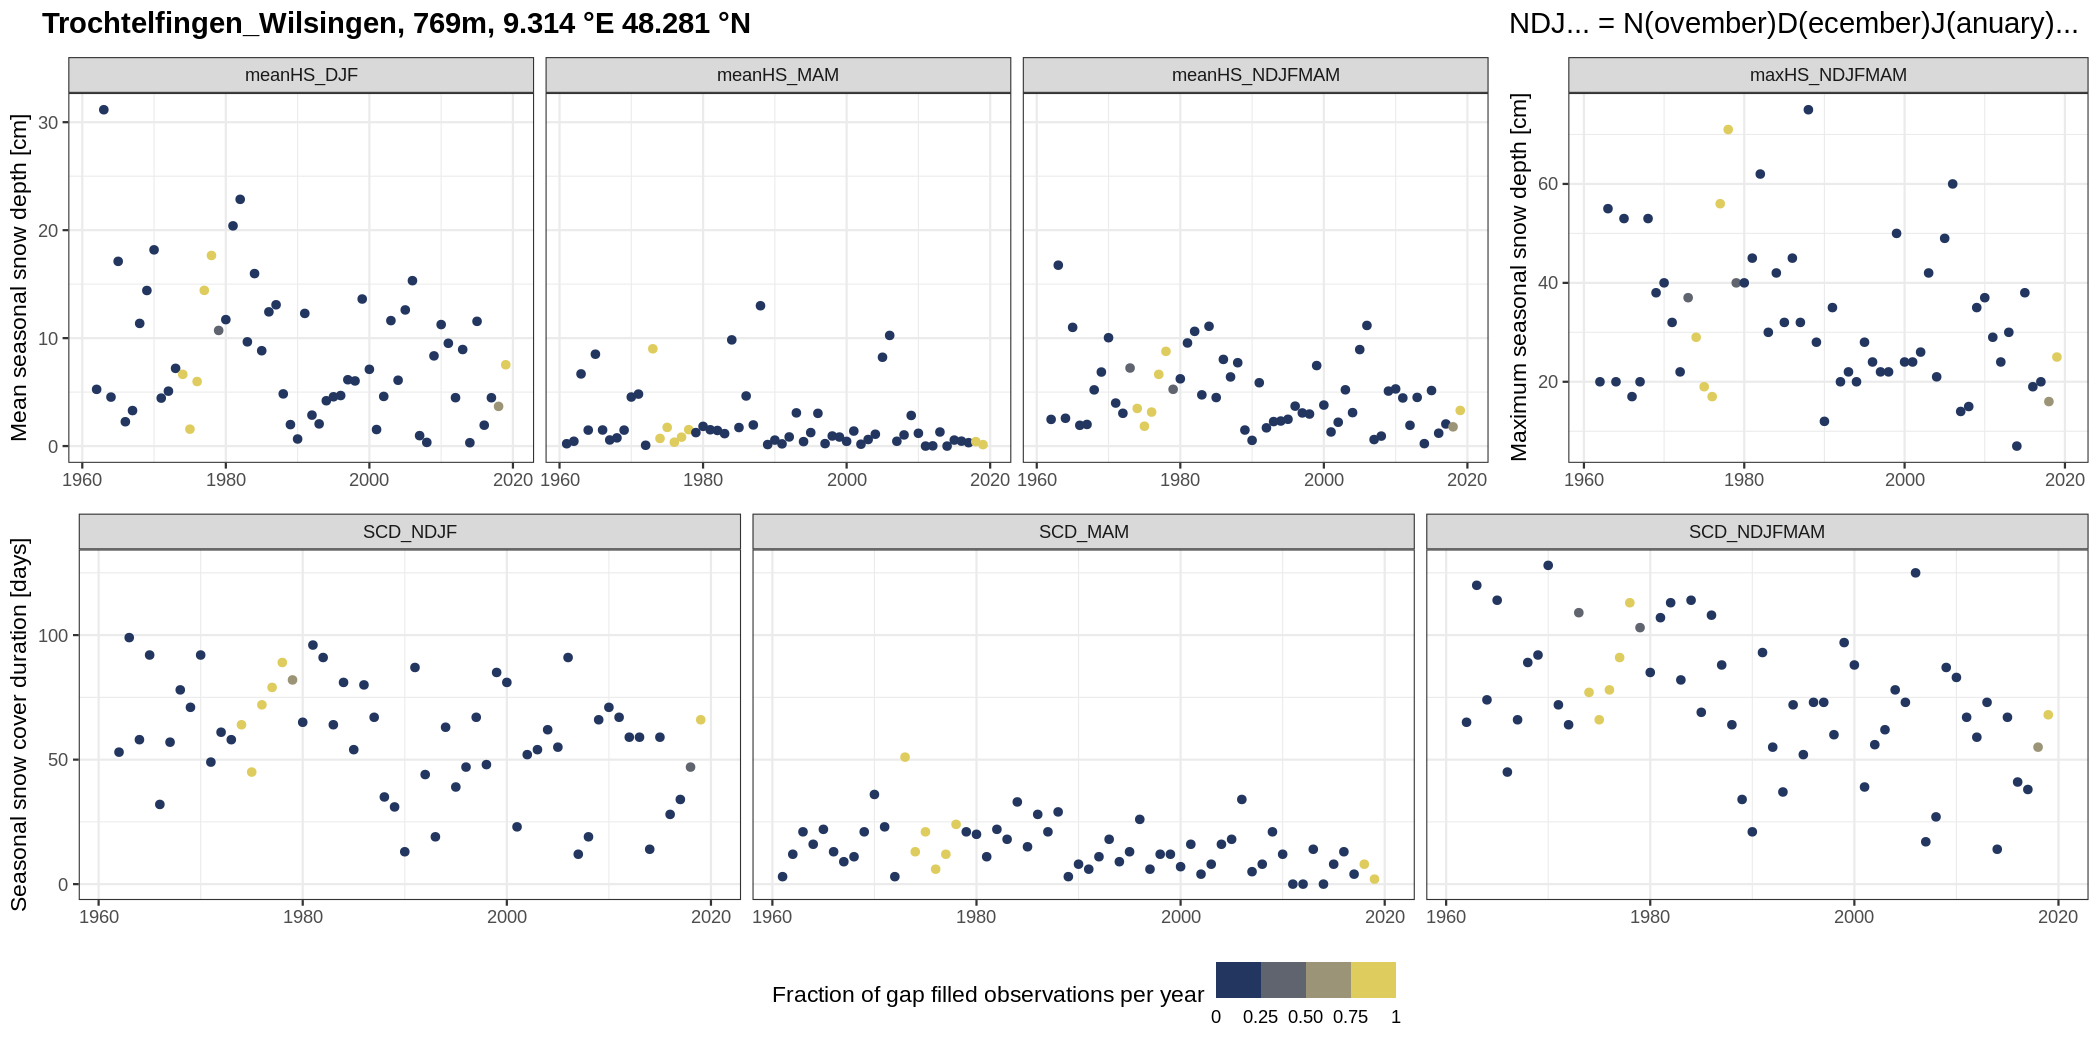 Trochtelfingen_Wilsingen, 769m, 9.314 °E 48.281 °N
NDJ... = N(ovember)D(ecember)J(anuary)...
meanHS_DJF
meanHS_MAM
meanHS_NDJFMAM
maxHS_NDJFMAM
Mean seasonal snow depth [cm]
30
20
10
0
1960 1980 2000 2020
1960 1980 2000 2020
1960 1980 2000 2020
Maximum seasonal snow depth [cm]
60
40
20
1960 1980 2000 2020
SCD_NDJF
SCD_MAM
SCD_NDJFMAM
Seasonal snow cover duration [days]
100
50
0
1960 1980 2000 2020
1960 1980 2000 2020
1960 1980 2000 2020
Fraction of gap filled observations per year
0 0.25 0.50 0.75 1